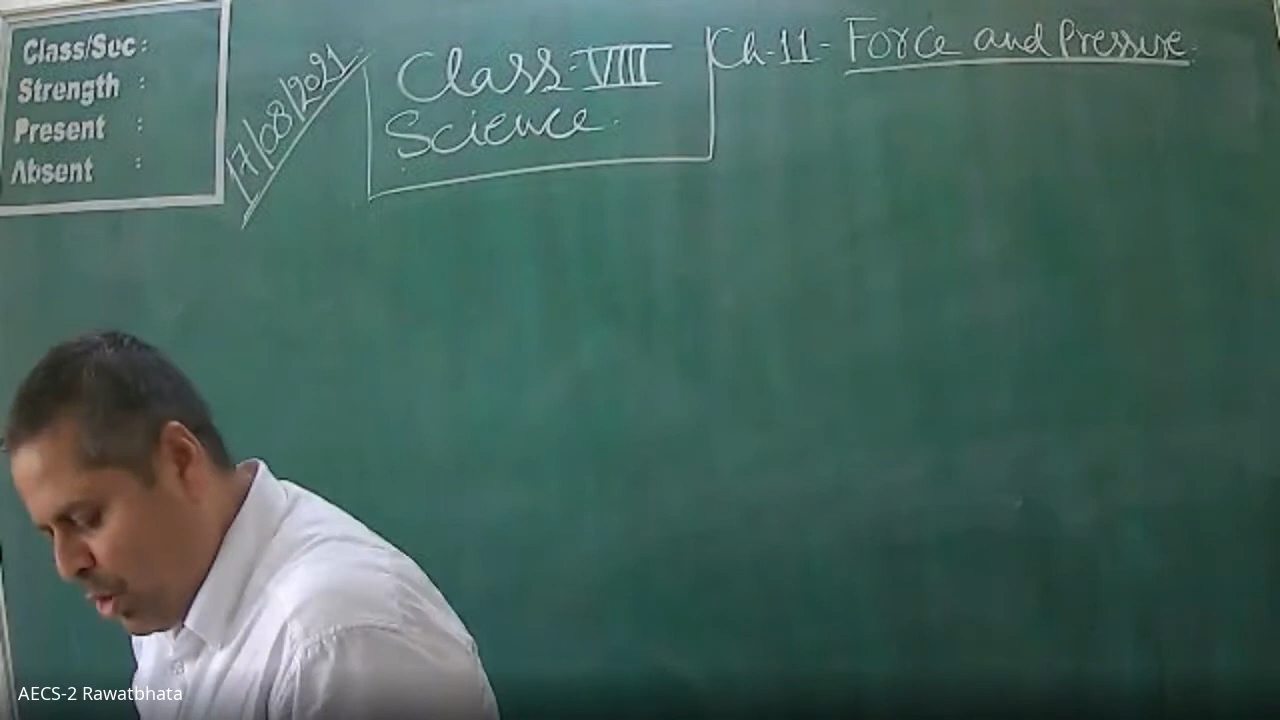 Class/Sec :
Strength :
Present :
Absent :
17/08/2021
Class-VIII
Science.
Ch-11- Force and Pressure.
AECS-2 Rawatbhata